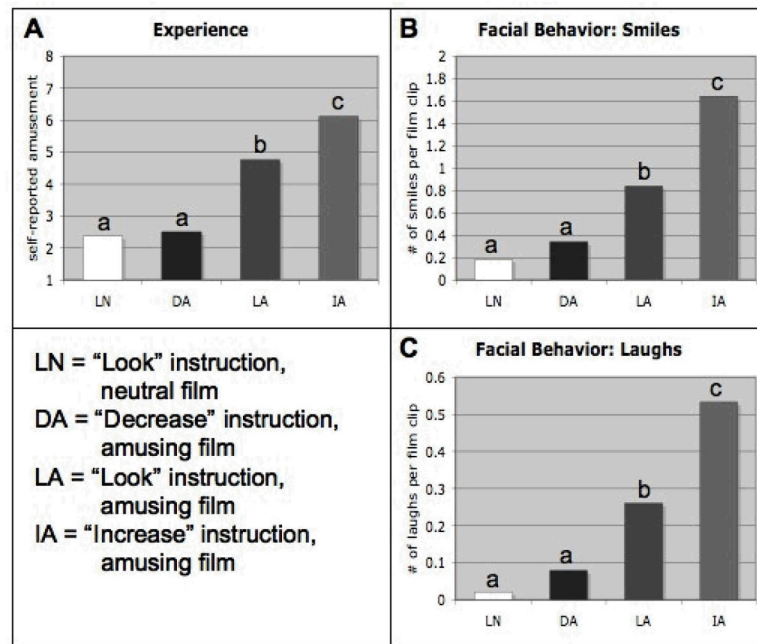 A
Experience
self-reported amusement
8
7
6
5
4
3
2
1
a
a
b
c
LN
DA
LA
IA
B
Facial Behavior: Smiles
# of smiles per film clip
2
1.8
1.6
1.4
1.2
1
0.8
0.6
0.4
0.2
0
a
a
b
c
LN
DA
LA
IA
LN = “Look” instruction,
neutral film
DA = “Decrease” instruction,
amusing film
LA = “Look” instruction,
amusing film
IA = “Increase” instruction,
amusing film
C
Facial Behavior: Laughs
# of laughs per film clip
0.6
0.5
0.4
0.3
0.2
0.1
0
a
a
b
c
LN
DA
LA
IA